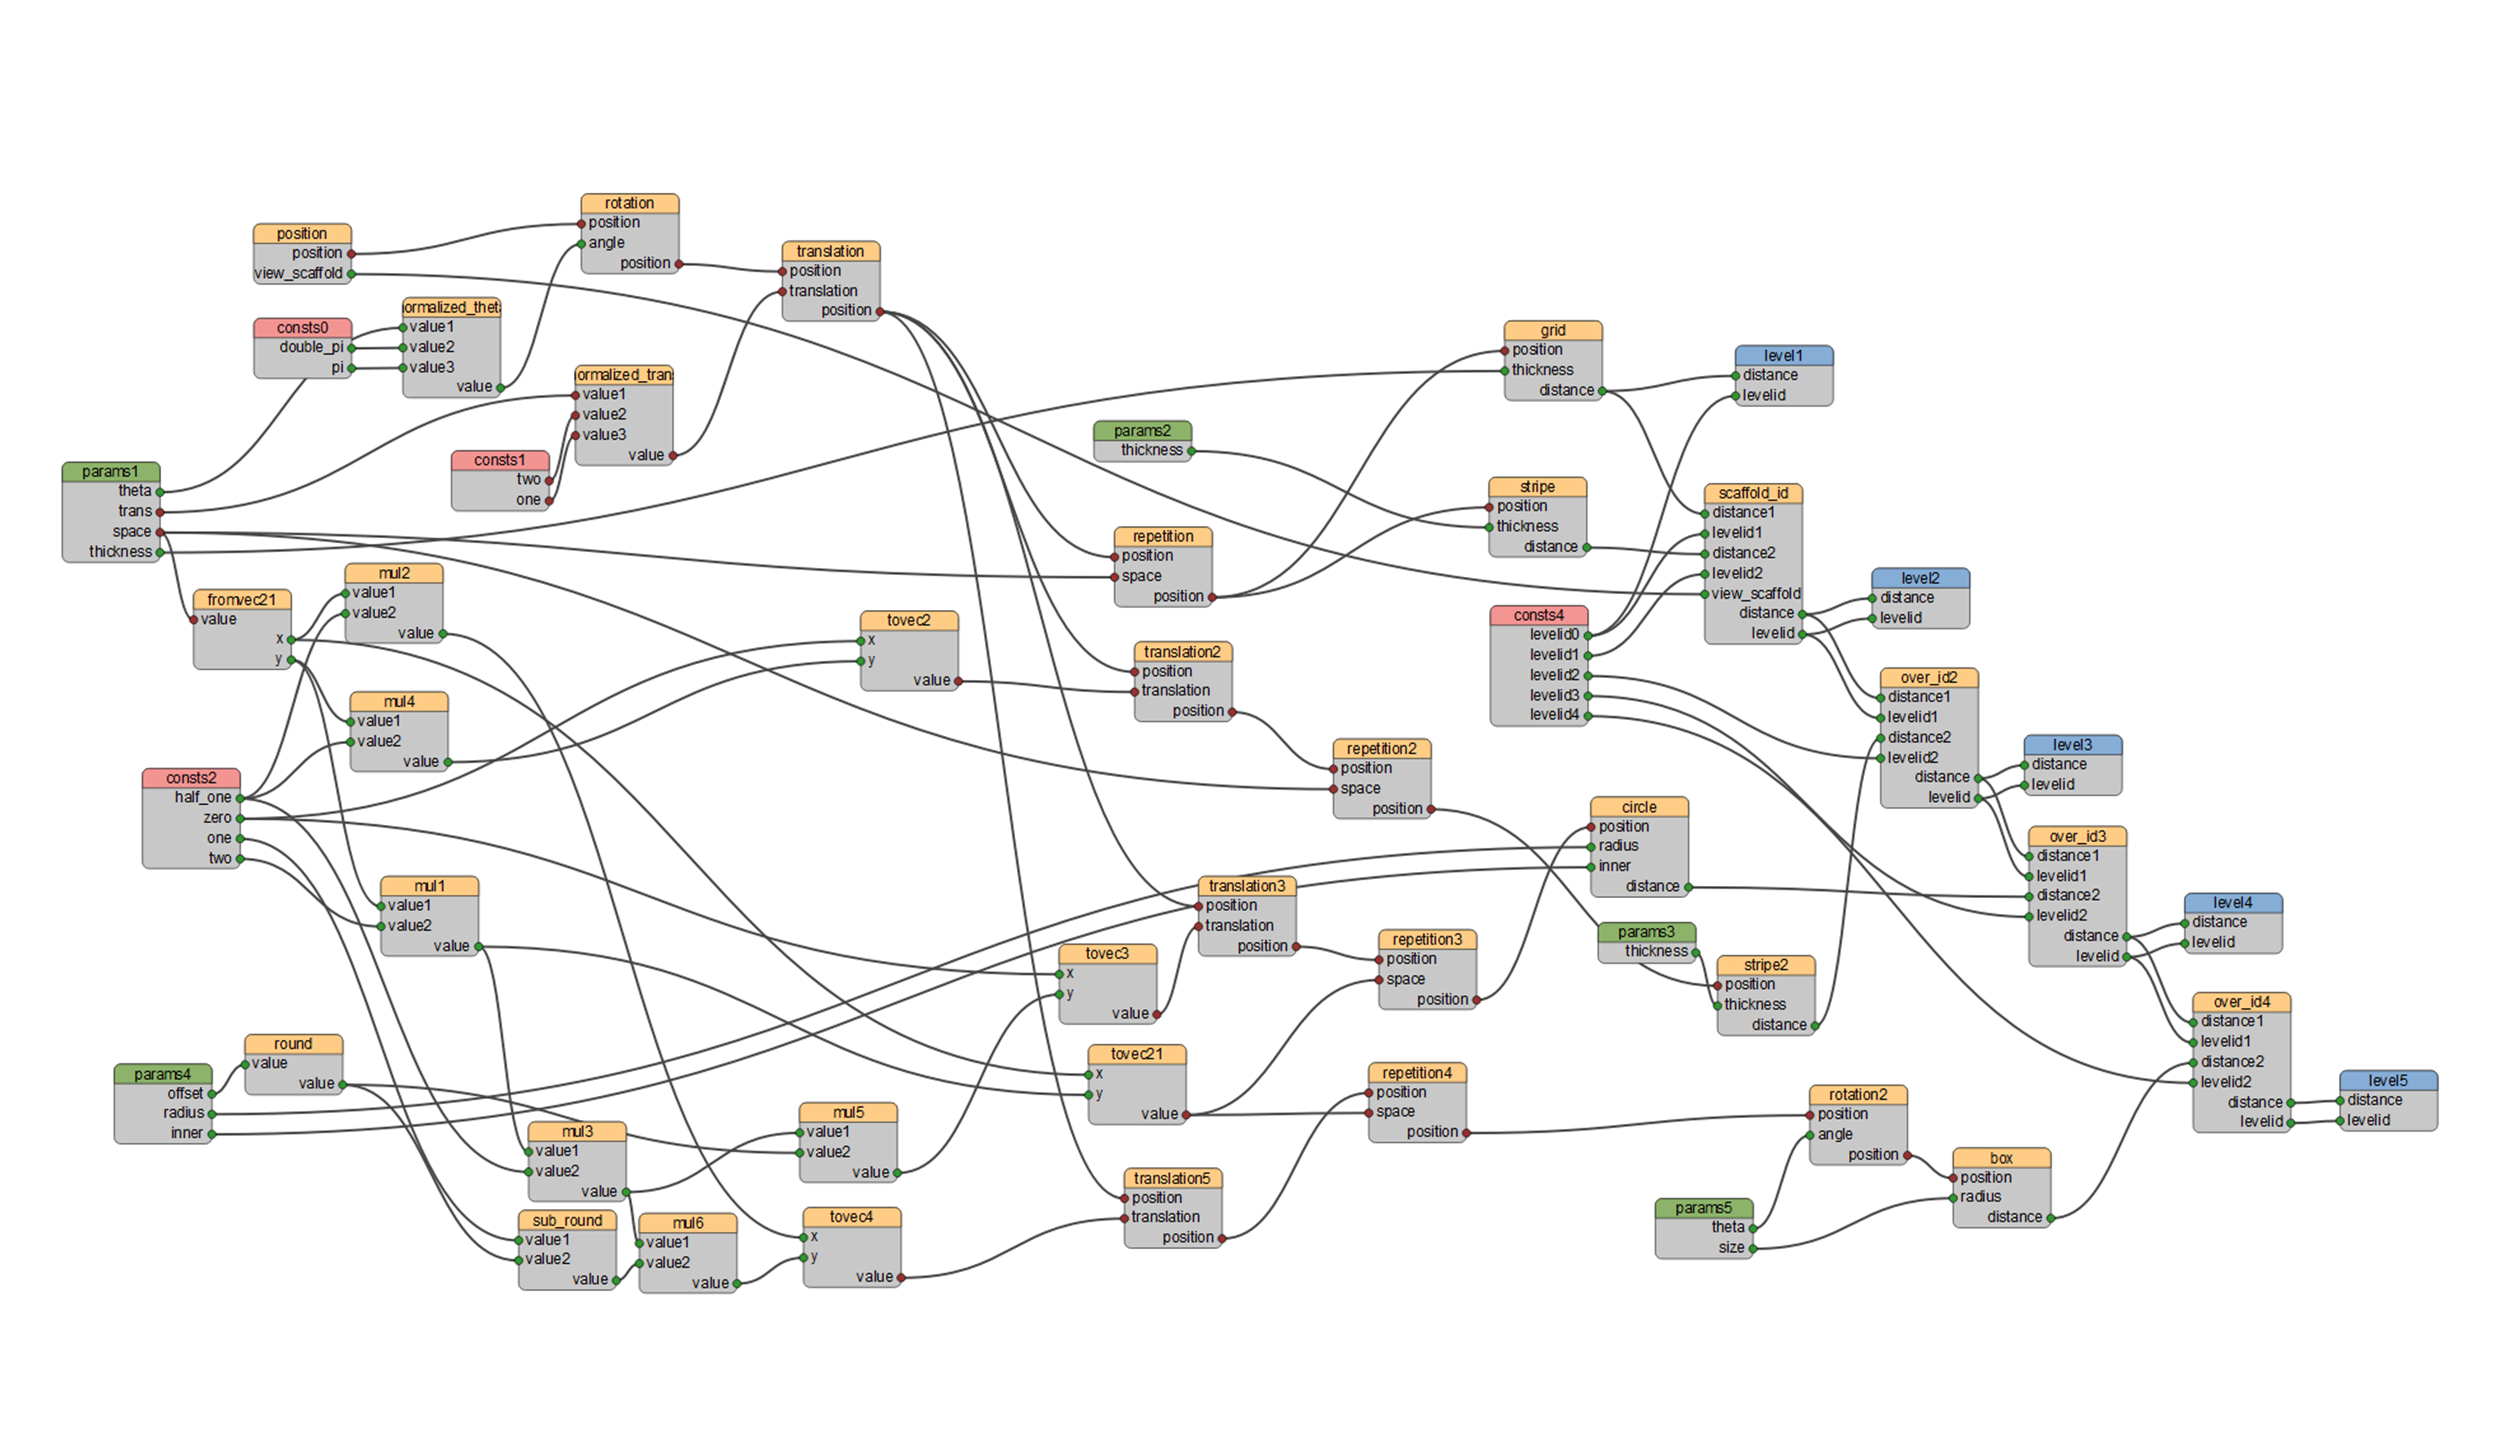 rotation
position
angle
position
position
position
view_scaffold
translation
position
translation
position
ormalized_thet
value1
value2
value3
value
consts0
double_pi
pi
ormalized_tran
value1
value2
value3
value
consts1
two
one
params1
theta
trans
space
thickness
grid
position
thickness
distance
level1
distance
levelid
params2
thickness
stripe
position
thickness
distance
scaffold_id
distance1
levelid1
distance2
levelid2
view_scaffold
distance
levelid
repetition
position
space
position
level2
distance
levelid
fromvec21
value
x
y
mul2
value1
value2
value
tovec2
x
y
value
consts4
levelid0
levelid1
levelid2
levelid3
levelid4
translation2
position
translation
position
over_id2
distance1
levelid1
distance2
levelid2
distance
levelid
mul4
value1
value2
value
repetition2
position
space
position
level3
distance
levelid
consts2
half_one
zero
one
two
circle
position
radius
inner
distance
over_id3
distance1
levelid1
distance2
levelid2
distance
levelid
mul1
value1
value2
value
translation3
position
translation
position
level4
distance
levelid
params3
thickness
repetition3
position
space
position
tovec3
x
y
value
stripe2
position
thickness
distance
over_id4
distance1
levelid1
distance2
levelid2
distance
levelid
round
value
value
params4
offset
radius
inner
tovec21
x
y
value
repetition4
position
space
position
level5
distance
levelid
rotation2
position
angle
position
mul5
value1
value2
value
mul3
value1
value2
value
box
position
radius
distance
translation5
position
translation
position
params5
theta
size
sub_round
value1
value2
value
mul6
value1
value2
value
tovec4
x
y
value